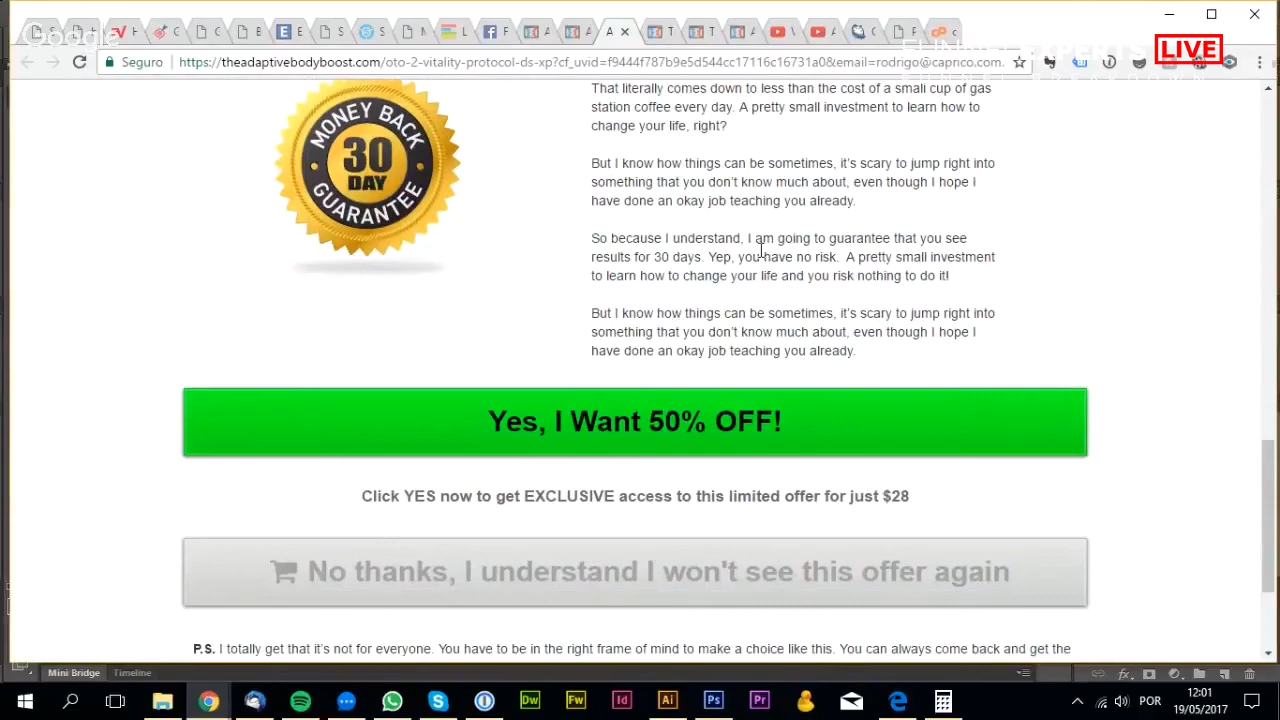 Google
A
LIVE
EXPERTS
Seguro
https://theadaptivebodyboost.com/oto-2-vitality-protocols-xp?cf_uvid=f9444f787b9e5d544cc17116c16731a0&email=rodrigo@caprico.com.
That literally comes down to less than the cost of a small cup of gas
station coffee every day. A pretty small investment to learn how to
change your life, right?
MONEY BACK
30
DAY
GUARANTEE
But I know how things can be sometimes, it's scary to jump right into
something that you don't know much about, even though I hope I
have done an okay job teaching you already.
So because I understand, I am going to guarantee that you see
results for 30 days. Yep, you have no risk. A pretty small investment
to learn how to change your life and you risk nothing to do it!
But I know how things can be sometimes, it's scary to jump right into
something that you don't know much about, even though I hope I
have done an okay job teaching you already.
Yes, I Want 50% OFF!
Click YES now to get EXCLUSIVE access to this limited offer for just $28
No thanks, I understand I won't see this offer again
P.S. I totally get that it's not for everyone. You have to be in the right frame of mind to make a choice like this. You can always come back and get the
Mini Bridge Timeline
Dw Fw Id Ai Ps Pr
POR
12:01
19/05/2017